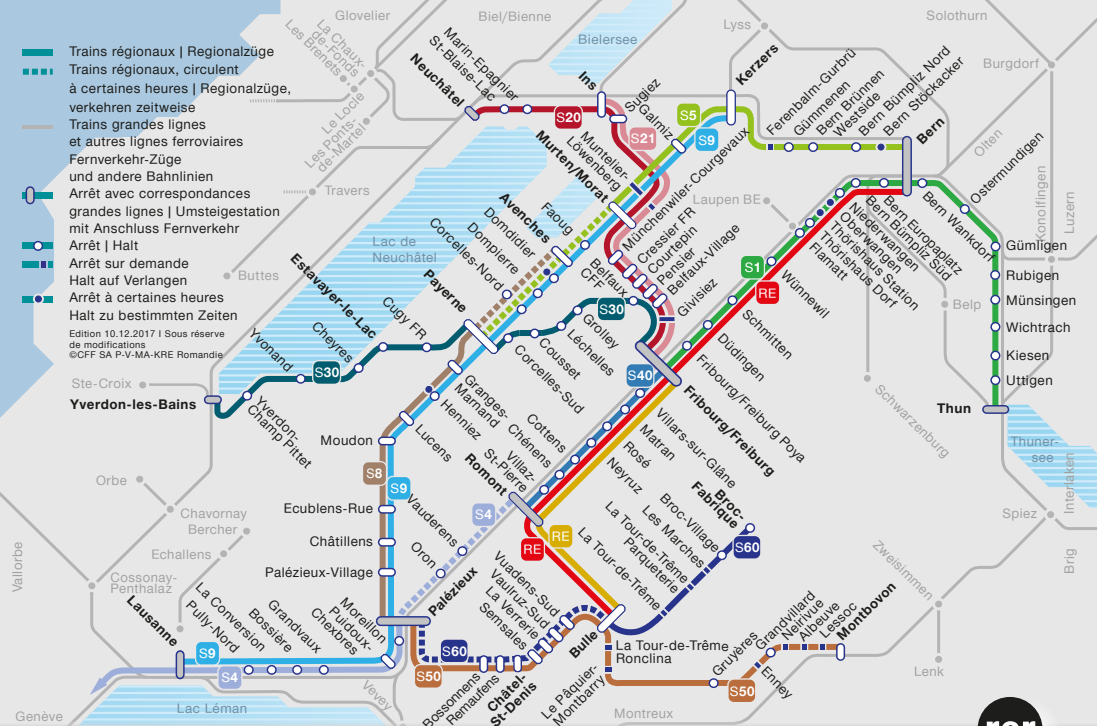 Trains régionaux | Regionalzüge
Trains régionaux, circulent
à certaines heures | Regionalzüge,
verkehren zeitweise
Trains grandes lignes
et autres lignes ferroviaires
Fernverkehr-Züge
und andere Bahnlinien
Arrêt avec correspondances
grandes lignes | Umsteigestation
mit Anschluss Fernverkehr
Arrêt | Halt
Arrêt sur demande
Halt auf Verlangen
Arrêt à certaines heures
Halt zu bestimmten Zeiten
Edition 10.12.2017 I Sous réserve
de modifications
©CFF SA P-V-MA-KRE Romandie
Glovelier
La Chaux-
de-Fonds
Les Brenets
Le Locle
Les Ponts-
de-Martel
Travers
Buttes
Biel/Bienne
Bielersee
Lyss
Solothurn
Burgdorf
Olten
Konolfingen
Luzern
Laupen BE
Belp
Schwarzenburg
Thuner-
see
Interlaken
Spiez
Brig
Zweisimmen
Lenk
Montreux
Vevey
Lac Léman
Genève
Vallorbe
Orbe
Chavornay
Bercher
Echallens
Cossonay-
Penthalaz
Ste-Croix
Lac de
Neuchâtel
Neuchâtel
St-Blaise-Lac
Marin-Epagnier
Ins
S20
Sugiez
Galmiz
S21
Muntelier-
Löwenberg
Murten/Morat
S5
S9
Kerzers
Ferenbalm-Gurbrü
Gümmenen
Bern Brünnen
Westside
Bern Bümpliz Nord
Bern Stöckacker
Bern
Bern Wankdorf
Ostermundigen
Gümligen
Rubigen
Münsingen
Wichtrach
Kiesen
Uttigen
Thun
Bern Europaplatz
Bern Bümpliz Süd
Niederwangen
Oberwangen
Thörishaus Station
Thörishaus Dorf
Flamatt
Wünnewil
Schmitten
Düdingen
Fribourg/Freiburg Poya
Fribourg/Freiburg
S1
RE
Münchenwiler-Courgevaux
Cressier FR
Courtepin
Pensier
Belfaux-Village
Givisiez
Belfaux
CFF
S30
Grolley
Léchelles
Cousset
Corcelles-Sud
Avenches
Faoug
Domdidier
Dompierre
Corcelles-Nord
Payerne
Cugy FR
Estavayer-le-Lac
Cheyres
S30
Yvonand
Yverdon-
Champ Pittet
Yverdon-les-Bains
Granges-
Marnand
Henniez
Lucens
Moudon
S8
S9
Ecublens-Rue
Châtillens
Palézieux-Village
Palézieux
Vauderens
Oron
S4
Romont
Villaz-
St-Pierre
Chénens
Cottens
Neyruz
Rosé
Matran
Villars-sur-Glâne
S40
RE
RE
Moreillon
Puidoux-
Chexbres
Grandvaux
Bossière
La Conversion
Pully-Nord
Lausanne
S9
S4
S60
S50
Bossonnens
Remaufens
Châtel-
St-Denis
Semsales
La Verrerie
Vaulruz-Sud
Vuadens-Sud
Bulle
La Tour-de-Trême
La Tour-de-Trême
Parqueterie
Les Marches
Broc-Village
Broc-
Fabrique
S60
La Tour-de-Trême
Ronclina
Le Pâquier-
Montbarry
Gruyères
S50
Enney
Grandvillard
Neirivue
Albeuve
Lessoc
Montbovon
rer